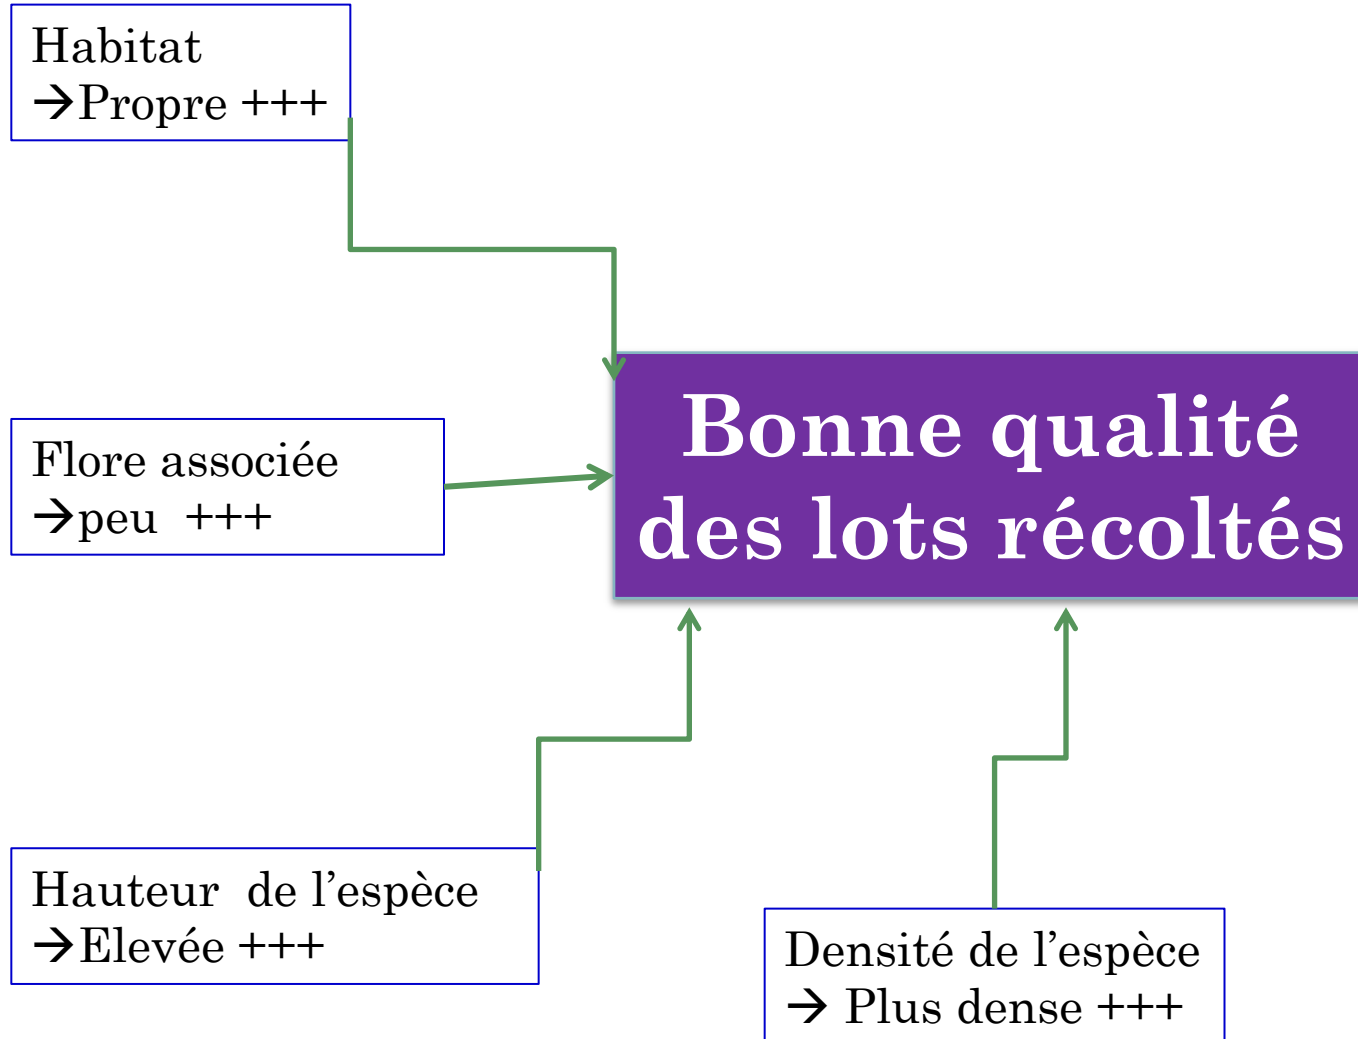 Habitat
→Propre +++
Bonne qualité
des lots récoltés
Flore associée
→peu +++
Hauteur de l’espèce
→Elevée +++
Densité de l’espèce
→ Plus dense +++